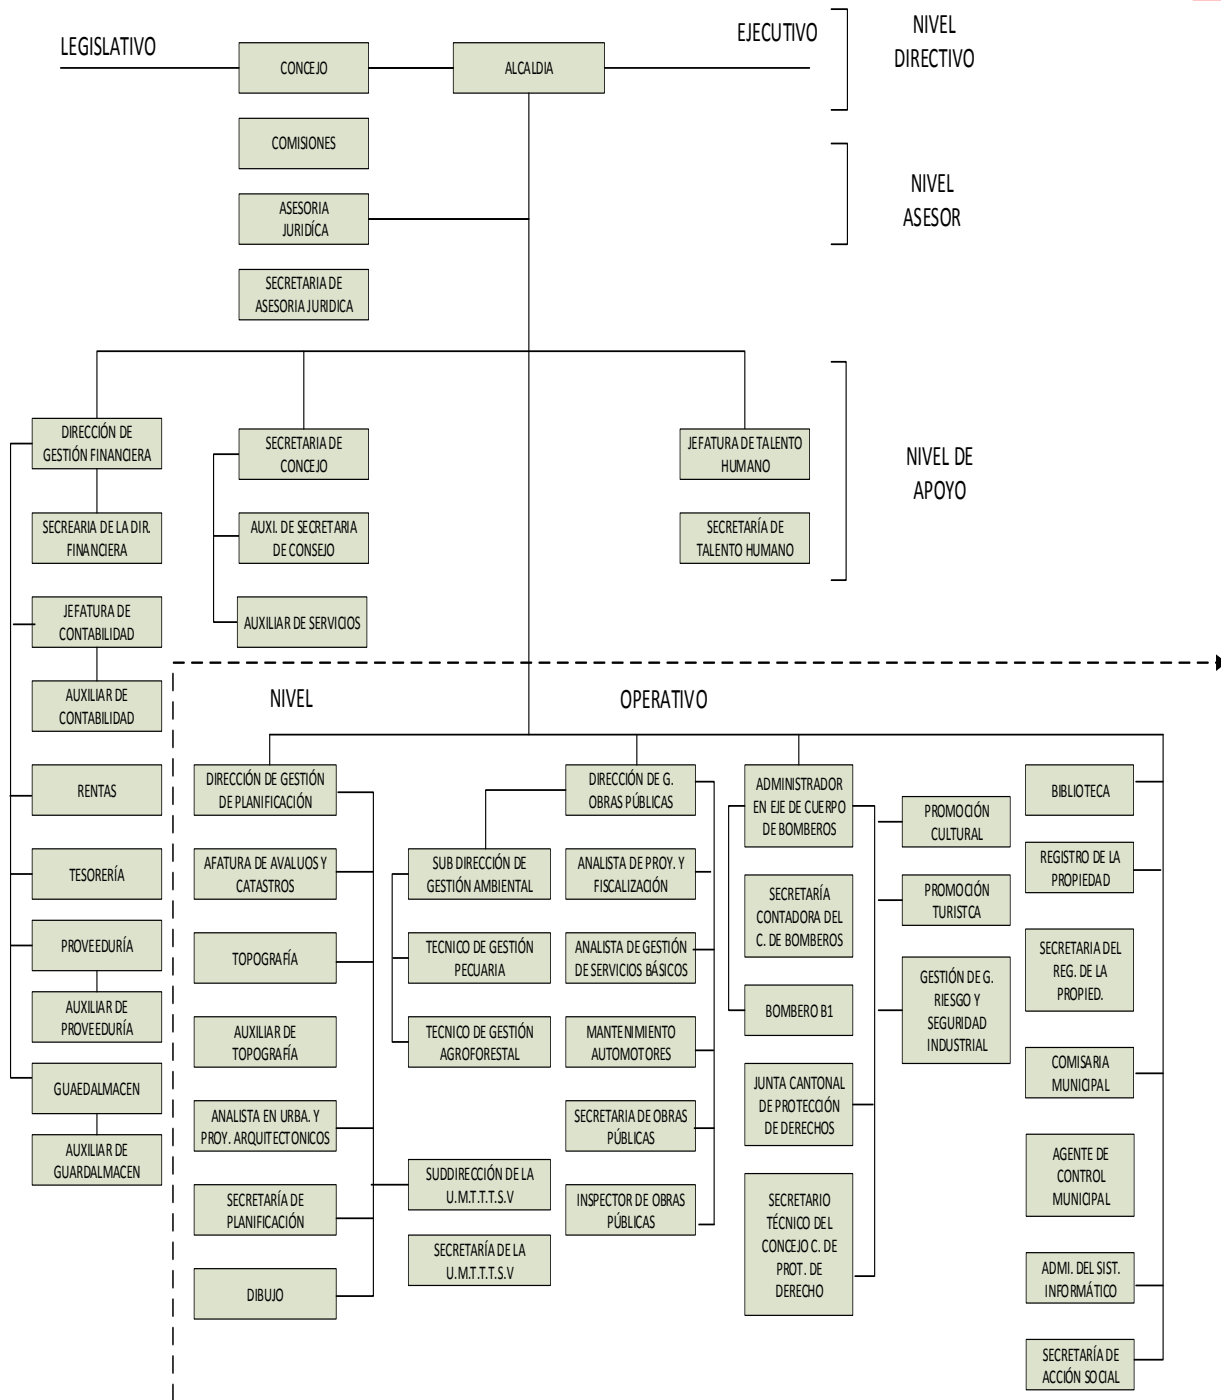 LEGISLATIVO
CONCEJO
ALCALDIA
EJECUTIVO
NIVEL
DIRECTIVO
COMISIONES
ASESORIA
JURIDÍCA
NIVEL
ASESOR
SECRETARIA DE
ASESORIA JURIDICA
DIRECCIÓN DE
GESTIÓN FINANCIERA
SECRETARIA DE
CONCEJO
JEFATURA DE TALENTO
HUMANO
NIVEL DE
APOYO
SECREARIA DE LA DIR.
FINANCIERA
AUXI. DE SECRETARIA
DE CONSEJO
SECRETARÍA DE
TALENTO HUMANO
JEFATURA DE
CONTABILIDAD
AUXILIAR DE SERVICIOS
AUXILIAR DE
CONTABILIDAD
RENTAS
TESORERÍA
PROVEEDURÍA
AUXILIAR DE
PROVEEDURÍA
GUAEDALMACEN
AUXILIAR DE
GUARDALMACEN
NIVEL
OPERATIVO
DIRECCIÓN DE GESTIÓN
DE PLANIFICACIÓN
AFATURA DE AVALUOS Y
CATASTROS
TOPOGRAFÍA
AUXILIAR DE
TOPOGRAFÍA
ANALISTA EN URBA. Y
PROY. ARQUITECTONICOS
SECRETARÍA DE
PLANIFICACIÓN
DIBUJO
SUB DIRECCIÓN DE
GESTIÓN AMBIENTAL
TECNICO DE GESTIÓN
PECUARIA
TECNICO DE GESTIÓN
AGROFORESTAL
SUDDIRECCIÓN DE LA
U.M.T.T.T.S.V
SECRETARÍA DE LA
U.M.T.T.T.S.V
DIRECCIÓN DE G.
OBRAS PÚBLICAS
ANALISTA DE PROY. Y
FISCALIZACIÓN
ANALISTA DE GESTIÓN
DE SERVICIOS BÁSICOS
MANTENIMIENTO
AUTOMOTORES
SECRETARIA DE OBRAS
PÚBLICAS
INSPECTOR DE OBRAS
PÚBLICAS
ADMINISTRADOR
EN EJE DE CUERPO
DE BOMBEROS
SECRETARÍA
CONTADORA DEL
C. DE BOMBEROS
BOMBERO B1
JUNTA CANTONAL
DE PROTECCIÓN
DE DERECHOS
SECRETARIO
TÉCNICO DEL
CONCEJO C. DE
PROT. DE
DERECHO
PROMOCIÓN
CULTURAL
PROMOCIÓN
TURISTCA
GESTIÓN DE G.
RIESGO Y
SEGURIDAD
INDUSTRIAL
BIBLIOTECA
REGISTRO DE LA
PROPIEDAD
SECRETARIA DEL
REG. DE LA
PROPIED.
COMISARIA
MUNICIPAL
AGENTE DE
CONTROL
MUNICIPAL
ADMI. DEL SIST.
INFORMÁTICO
SECRETARÍA DE
ACCIÓN SOCIAL